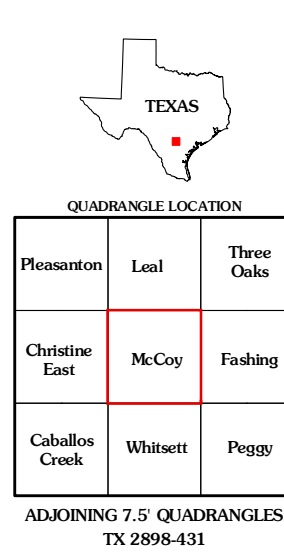 TEXAS
QUADRANGLE LOCATION
Pleasanton
Leal
Three
Oaks
Christine
East
McCoy
Fashing
Caballos
Creek
Whitsett
Peggy
ADJOINING 7.5' QUADRANGLES
TX 2898-431